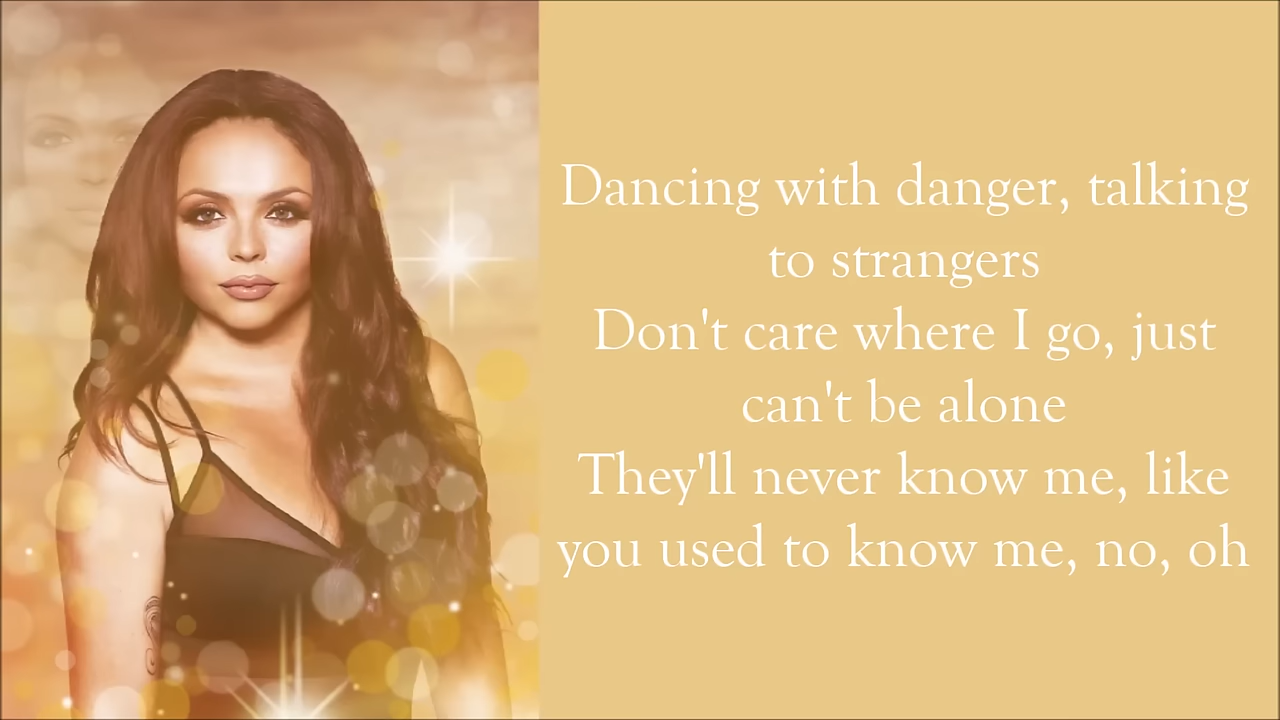 Dancing with danger, talking
to strangers
Don't care where I go, just
can't be alone
They'll never know me, like
you used to know me, no, oh